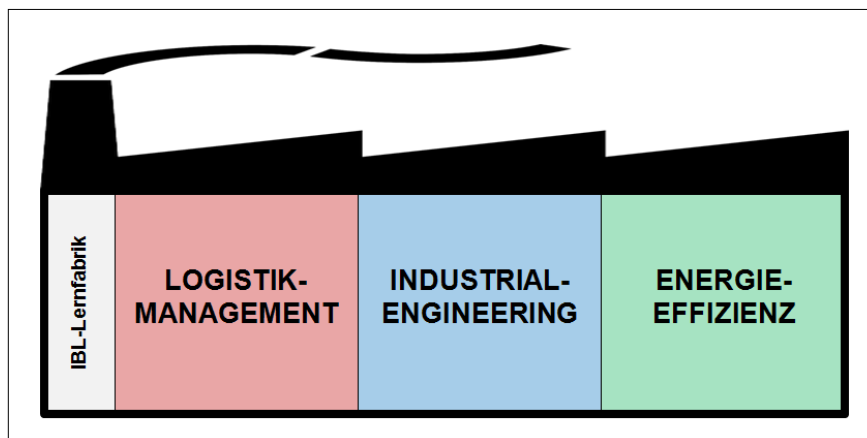 IBL-Lernfabrik
LOGISTIK-
MANAGEMENT
INDUSTRIAL-
ENGINEERING
ENERGIE-
EFFIZIENZ